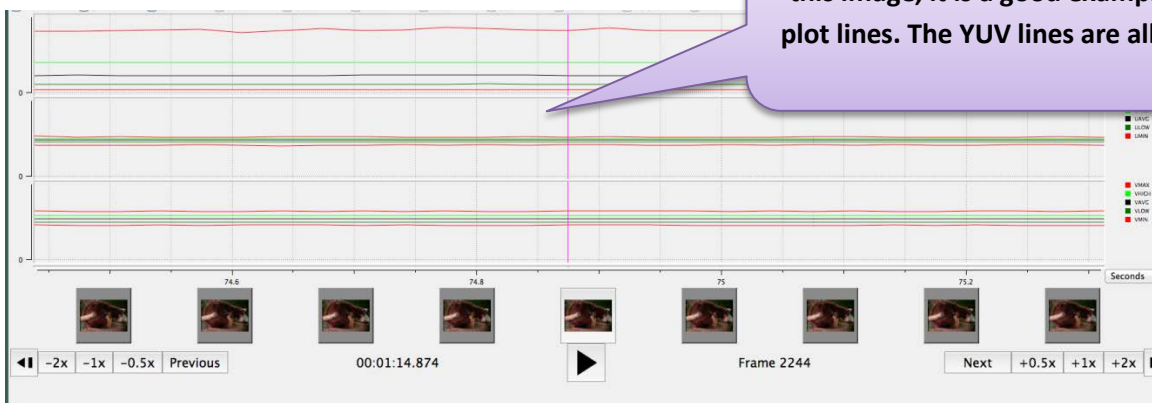 this image, it is a good exampl
plot lines. The YUV lines are all
0
UAVG
ULOW
UMIN
0
VMAX
VHIGH
VAVG
VLOW
VMIN
0
74.6 74.8 75 75.2 Seconds
-2x -1x -0.5x Previous 00:01:14.874 Frame 2244 Next +0.5x +1x +2x